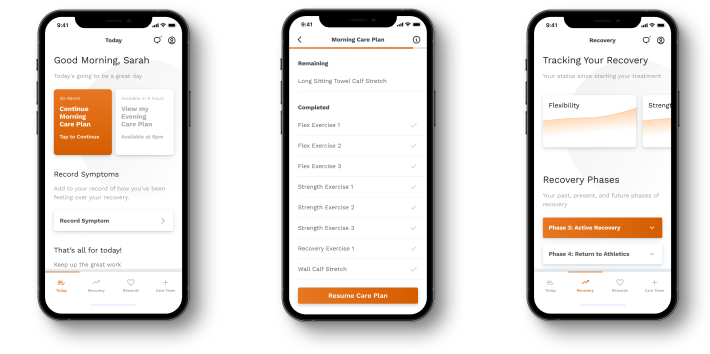 9:41
Today
Good Morning, Sarah
Today's going to be a great day
Continue
Morning
Care Plan
Tap to Continue
Available in 8 hours
View my
Evening
Care Plan
Available at 6pm
Record Symptoms
Add to your record of how you've been
feeling over your recovery.
Record Symptom
That's all for today!
Keep up the great work
Today
Recovery
Rewards
Care Team
9:41
Morning Care Plan
Remaining
Long Sitting Towel Calf Stretch
Completed
Flex Exercise 1
Flex Exercise 2
Flex Exercise 3
Strength Exercise 1
Strength Exercise 2
Strength Exercise 3
Recovery Exercise 1
Wall Calf Stretch
Resume Care Plan
9:41
Recovery
Tracking Your Recovery
Your status since starting your treatment
Flexibility
Strengt
Recovery Phases
Your past, present, and future phases of
recovery
Phase 3: Active Recovery
Phase 4: Return to Athletics
Today
Recovery
Rewards
Care Team